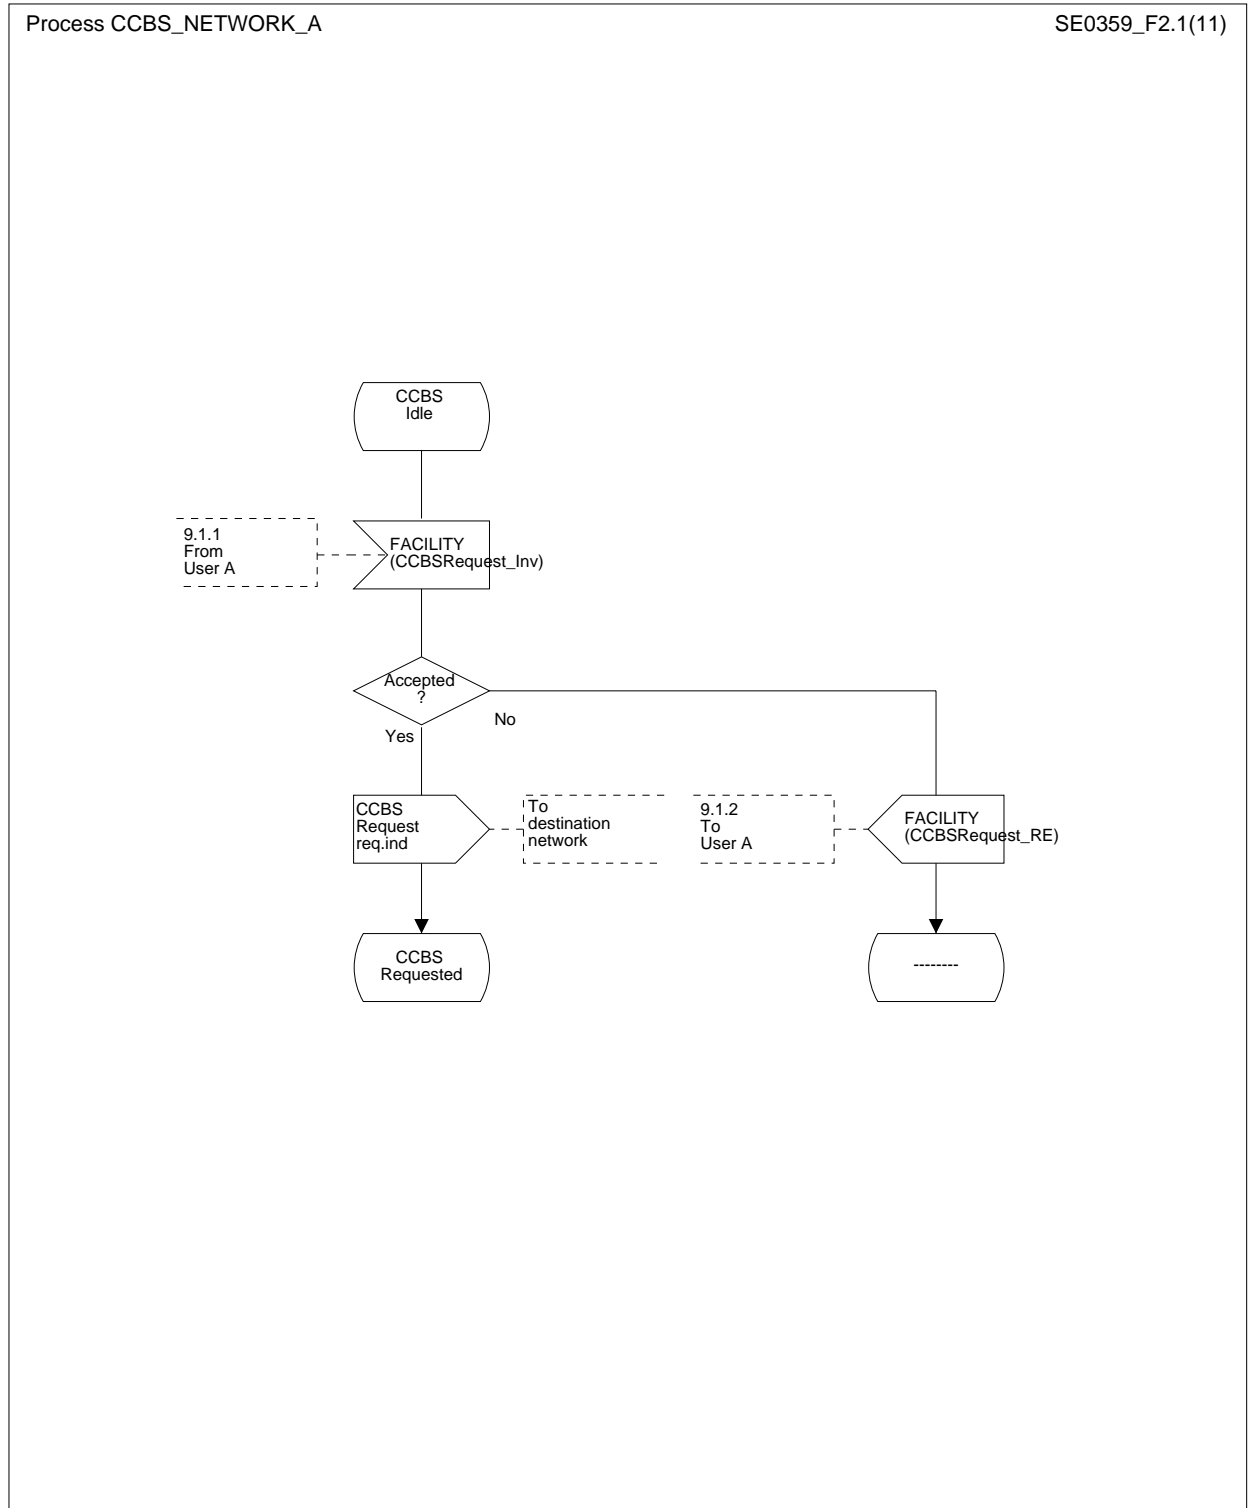 Process CCBS_NETWORK_A
SE0359_F2.1(11)
CCBS
Idle
9.1.1
From
User A
FACILITY
(CCBSRequest_Inv)
Accepted
?
No
Yes
CCBS
Request
req.ind
To
destination
network
9.1.2
To
User A
FACILITY
(CCBSRequest_RE)
CCBS
Requested
--------